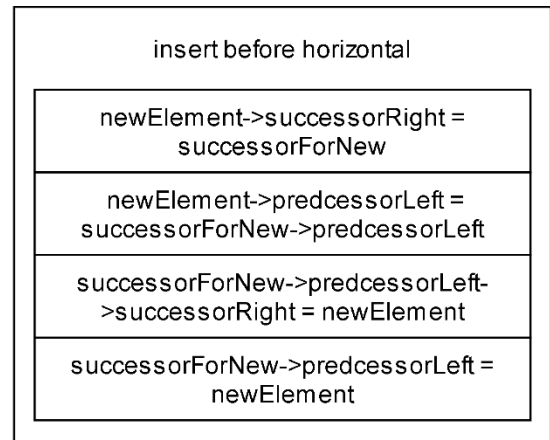 insert before horizontal
newElement->successorRight =
successorForNew
newElement->predcessorLeft =
successorForNew->predcessorLeft
successorForNew->predcessorLeft-
>successorRight = newElement
successorForNew->predcessorLeft =
newElement